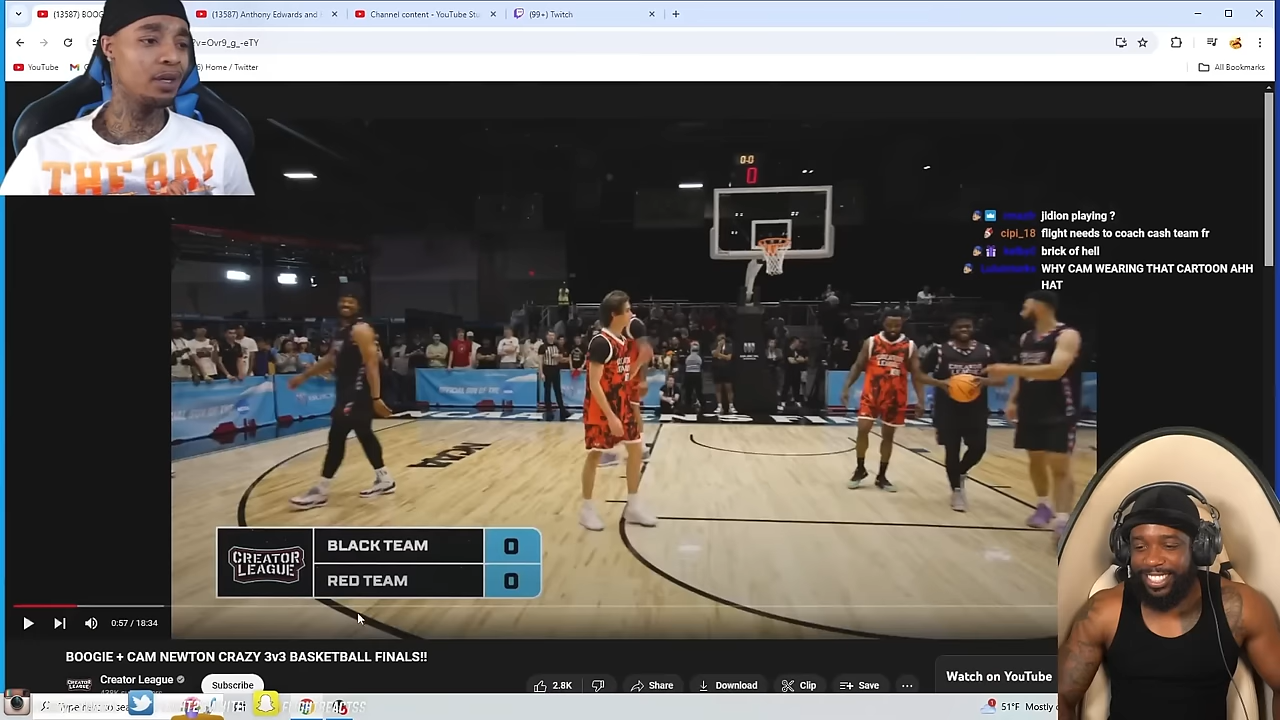 (13587) BOOG
(13587) Anthony Edwards and
Channel content - YouTube Stu
(99+) Twitch
v=Ovr9_g_-eTY
YouTube
Home / Twitter
All Bookmarks
THE BAY
0
jidion playing ?
cipi_18 flight needs to coach cash team fr
brick of hell
WHY CAM WEARING THAT CARTOON AHH
HAT
CREATOR
LEAGUE
BLACK TEAM 0
RED TEAM 0
0:57 / 18:34
BOOGIE + CAM NEWTON CRAZY 3v3 BASKETBALL FINALS!!
Creator League
Subscribe
2.8K
Share
Download
Clip
Save
Watch on YouTube
51°F Mostly c